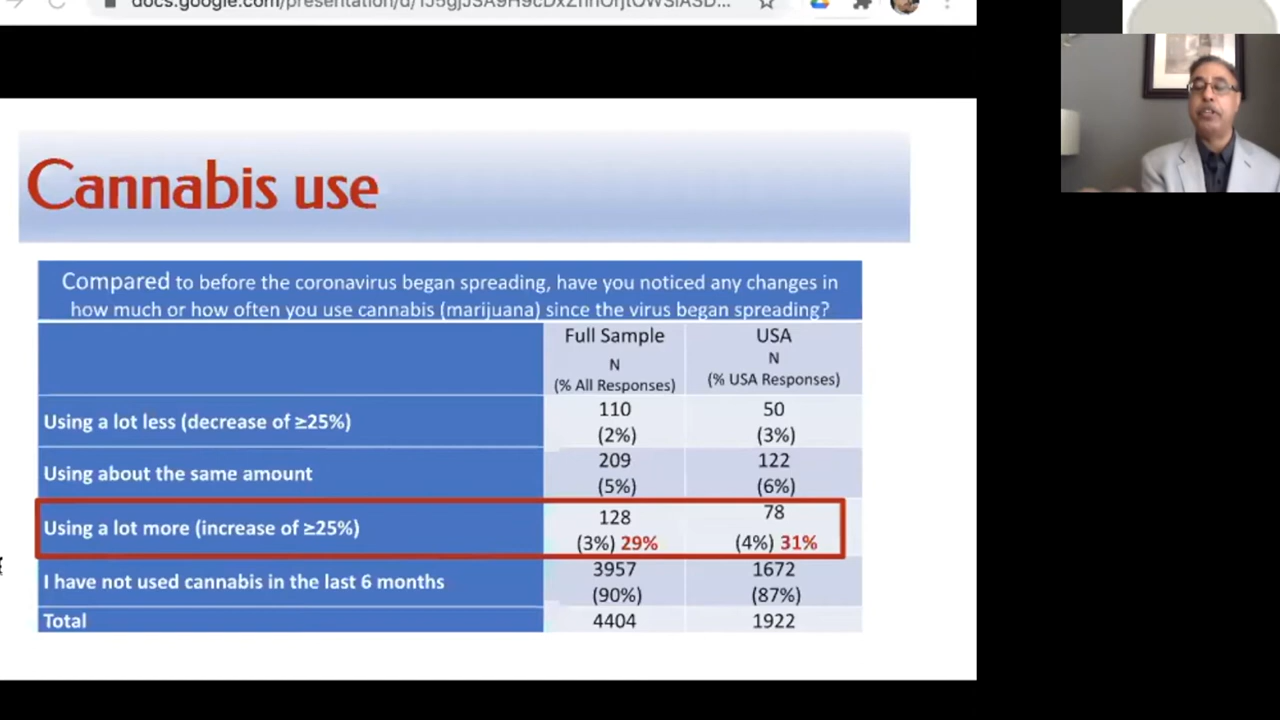 Cannabis use
Compared to before the coronavirus began spreading, have you noticed any changes in
how much or how often you use cannabis (marijuana) since the virus began spreading?
Full Sample
N
(% All Responses)
USA
N
(% USA Responses)
Using a lot less (decrease of ≥25%)
110
(2%)
50
(3%)
Using about the same amount
209
(5%)
122
(6%)
Using a lot more (increase of ≥25%)
128
(3%) 29%
78
(4%) 31%
I have not used cannabis in the last 6 months
3957
(90%)
1672
(87%)
Total
4404
1922